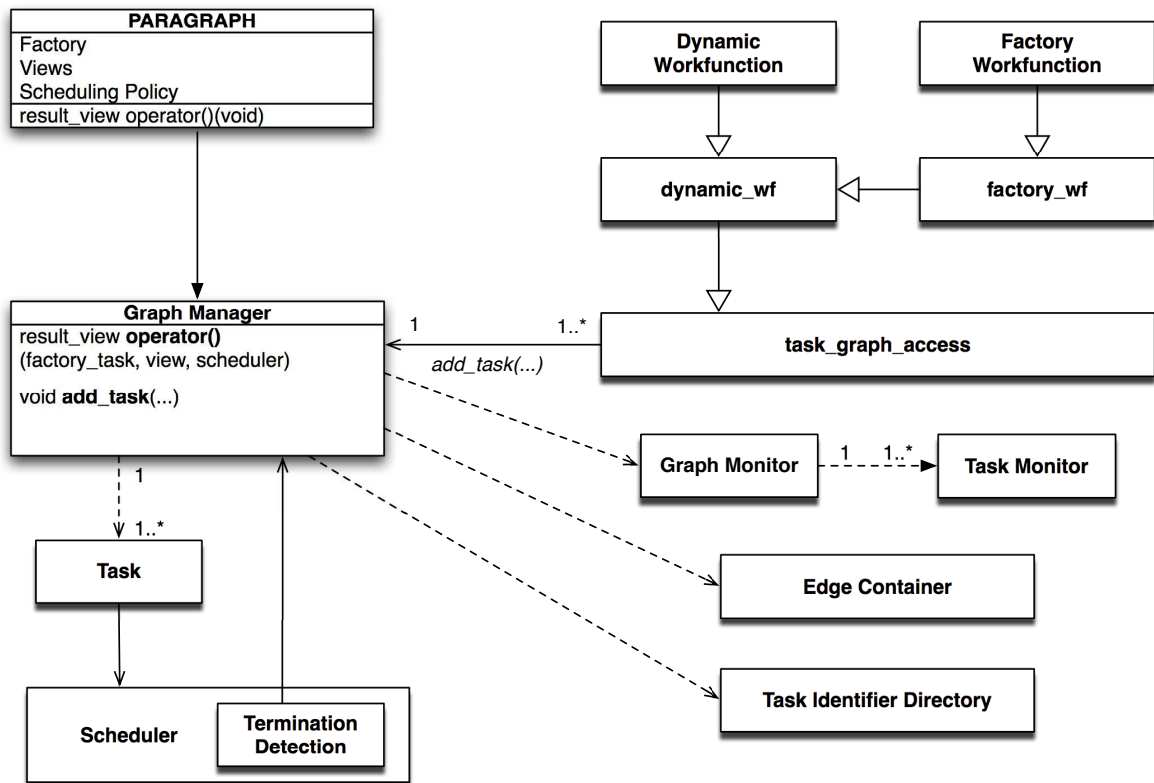 PARAGRAPH
Factory
Views
Scheduling Policy
result_view operator()(void)
Dynamic
Workfunction
Factory
Workfunction
dynamic_wf
factory_wf
Graph Manager
result_view operator()
(factory_task, view, scheduler)
void add_task(...)
1
1..*
add_task(...)
task_graph_access
Graph Monitor
1
1..*
Task Monitor
1
1..*
Task
Edge Container
Task Identifier Directory
Scheduler
Termination
Detection